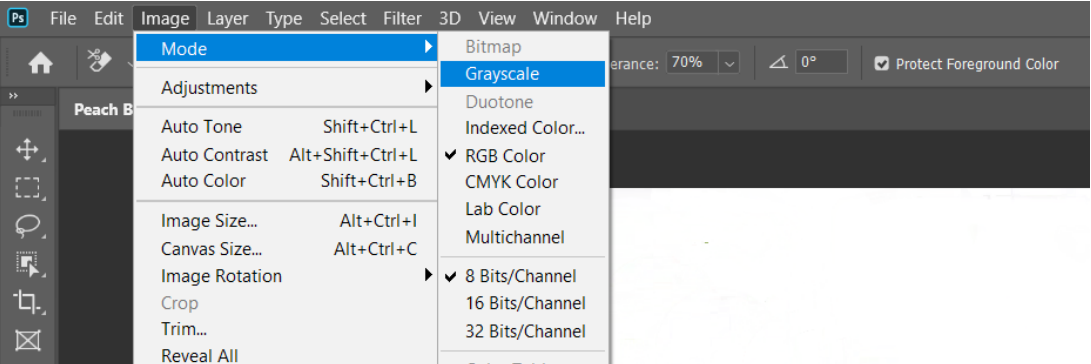 Ps File Edit Image Layer Type Select Filter 3D View Window Help
Mode
Adjustments
Auto Tone Shift+Ctrl+L
Auto Contrast Alt+Shift+Ctrl+L
Auto Color Shift+Ctrl+B
Image Size... Alt+Ctrl+I
Canvas Size... Alt+Ctrl+C
Image Rotation
Crop
Trim...
Reveal All
Bitmap
Grayscale
Duotone
Indexed Color...
RGB Color
CMYK Color
Lab Color
Multichannel
8 Bits/Channel
16 Bits/Channel
32 Bits/Channel
erance: 70% 0° Protect Foreground Color
Peach B